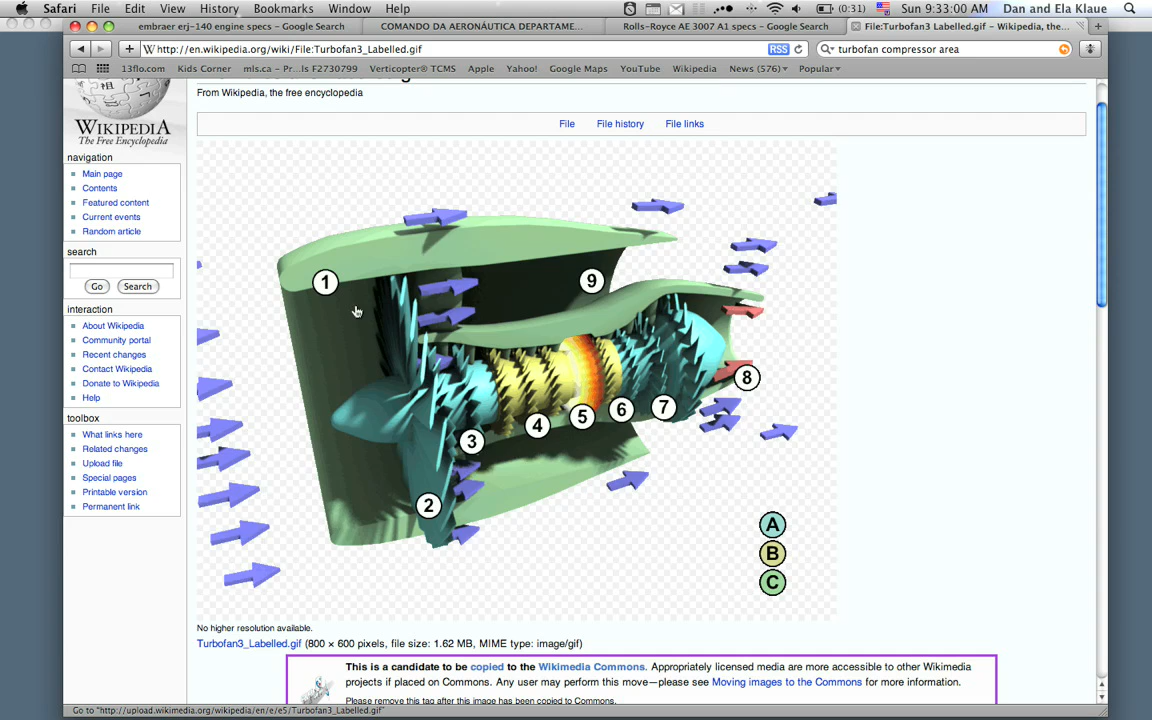 Safari File Edit View History Bookmarks Window Help (0:31) Sun 9:33:00 AM Dan and Ela Klaue
embraer erj-140 engine specs – Google Search
COMANDO DA AERONÁUTICA DEPARTAME...
Rolls-Royce AE 3007 A1 specs – Google Search
File:Turbofan3 Labelled.gif – Wikipedia, the...
http://en.wikipedia.org/wiki/File:Turbofan3_Labelled.gif RSS turbofan compressor area
13flo.com Kids Corner mls.ca – Pr...ls F2730799 Verticopter® TCMS Apple Yahoo! Google Maps YouTube Wikipedia News (576) Popular
From Wikipedia, the free encyclopedia
WIKIPEDIA
The Free Encyclopedia
File File history File links
navigation
Main page
Contents
Featured content
Current events
Random article
search
Go Search
interaction
About Wikipedia
Community portal
Recent changes
Contact Wikipedia
Donate to Wikipedia
Help
toolbox
What links here
Related changes
Upload file
Special pages
Printable version
Permanent link
1
9
8
7
6
5
4
3
2
A
B
C
No higher resolution available.
Turbofan3_Labelled.gif (800 × 600 pixels, file size: 1.62 MB, MIME type: image/gif)
This is a candidate to be copied to the Wikimedia Commons. Appropriately licensed media are more accessible to other Wikimedia
projects if placed on Commons. Any user may perform this move—please see Moving images to the Commons for more information.
Please remove this tag after this image has been copied to Commons.
Go to "http://upload.wikimedia.org/wikipedia/en/e/e5/Turbofan3_Labelled.gif"